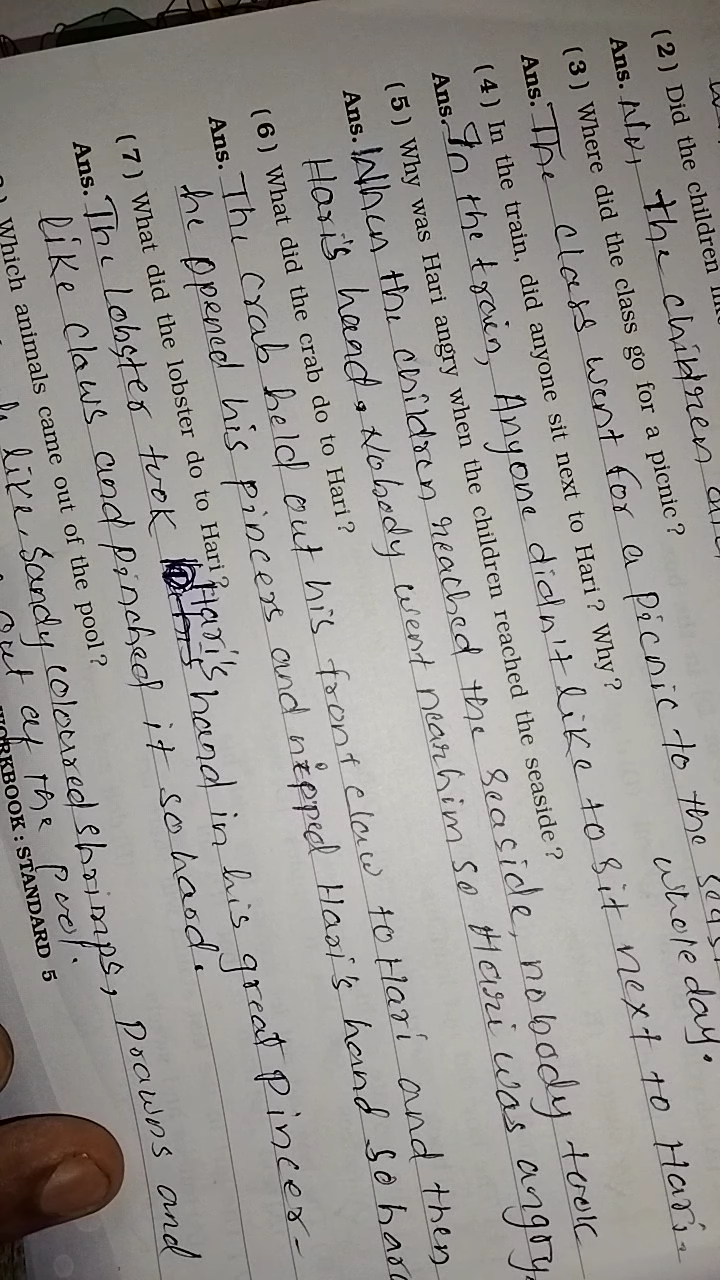 (2) Did the children like
Ans. No, the children
whole day.
(3) Where did the class go for a picnic?
Ans. The class went for a picnic to the seas
(4) In the train, did anyone sit next to Hari? Why?
Ans. In the train, Anyone didn't like to sit next to Hari.
(5) Why was Hari angry when the children reached the seaside?
Ans. When the children reached the seaside, nobody took
Hari's hand. Nobody went near him so Hari was angry.
(6) What did the crab do to Hari?
Ans. The crab held out his front claw to Hari and then
he opened his pincers and nipped Hari's hand so hard
(7) What did the lobster do to Hari?
Ans. The lobster took Hari's hand in his great pincer-
like claws and pinched it so hard.
Which animals came out of the pool?
like, Sandy coloured shrimps, prawns and
out of the pool.
WORKBOOK : STANDARD 5